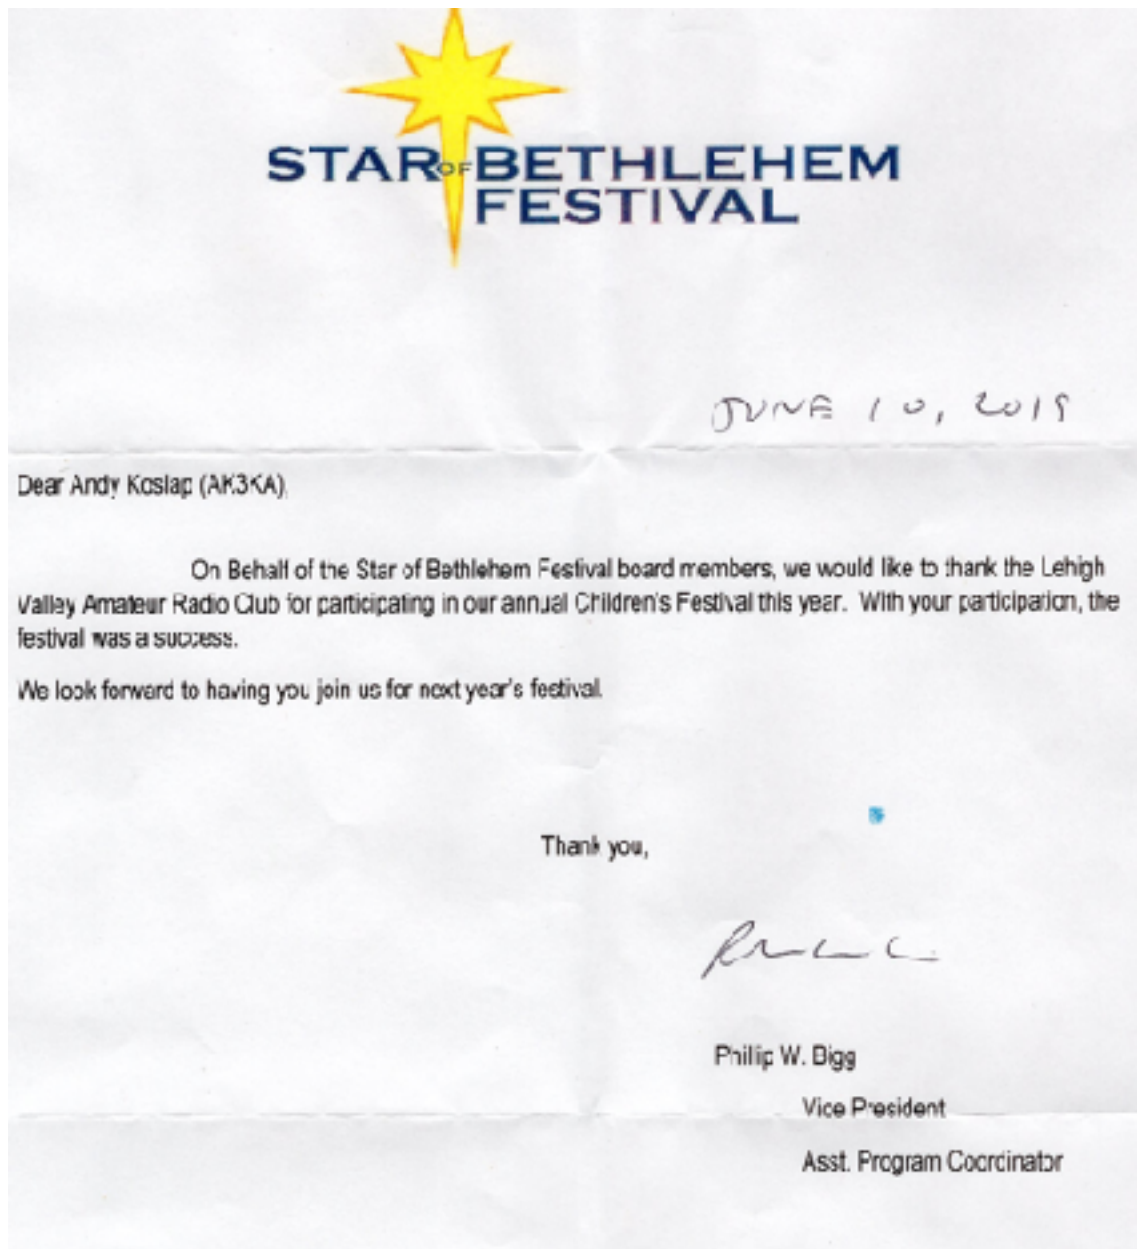 STAR OF BETHLEHEM
FESTIVAL
JUNE 10, 2019
Dear Andy Koslap (AK3KA),
On Behalf of the Star of Bethlehem Festival board members, we would like to thank the Lehigh
Valley Amateur Radio Club for participating in our annual Children's Festival this year. With your participation, the
festival was a success.
We look forward to having you join us for next year's festival.
Thank you,
Phillip W. Bigg
Vice President
Asst. Program Coordinator